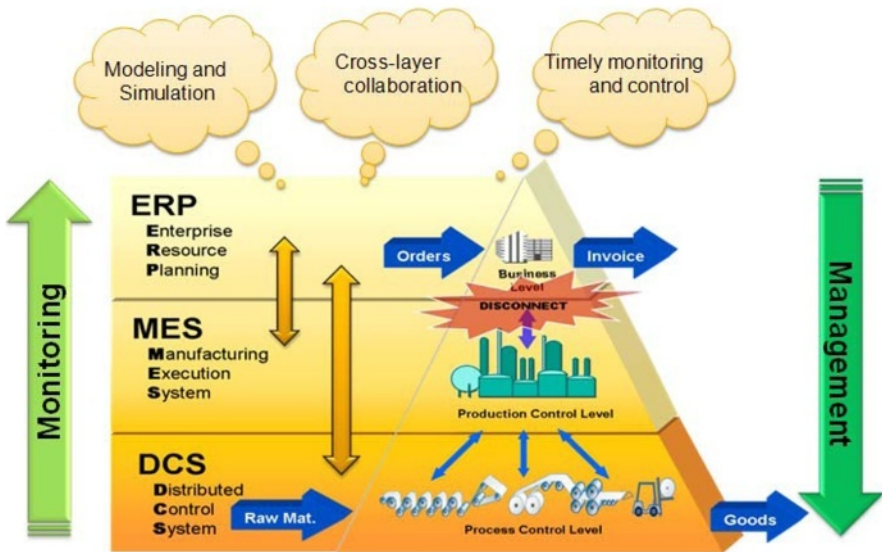 Modeling and
Simulation
Cross-layer
collaboration
Timely monitoring
and control
Monitoring
ERP
Enterprise
Resource
Planning
Orders
Business
Level
Invoice
DISCONNECT
MES
Manufacturing
Execution
System
Production Control Level
DCS
Distributed
Control
System
Raw Mat.
Process Control Level
Goods
Management